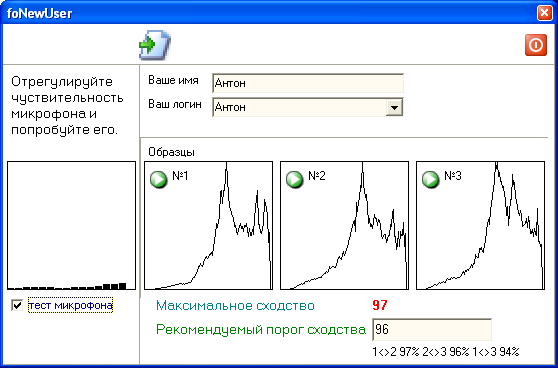 foNewUser
Отрегулируйте
чуствительность
микрофона и
попробуйте его.
тест микрофона
Ваше имя
Антон
Ваш логин
Антон
Образцы
№1
№2
№3
Максимальное сходство 97
Рекомендуемый порог сходства 96
1<>2 97% 2<>3 96% 1<>3 94%